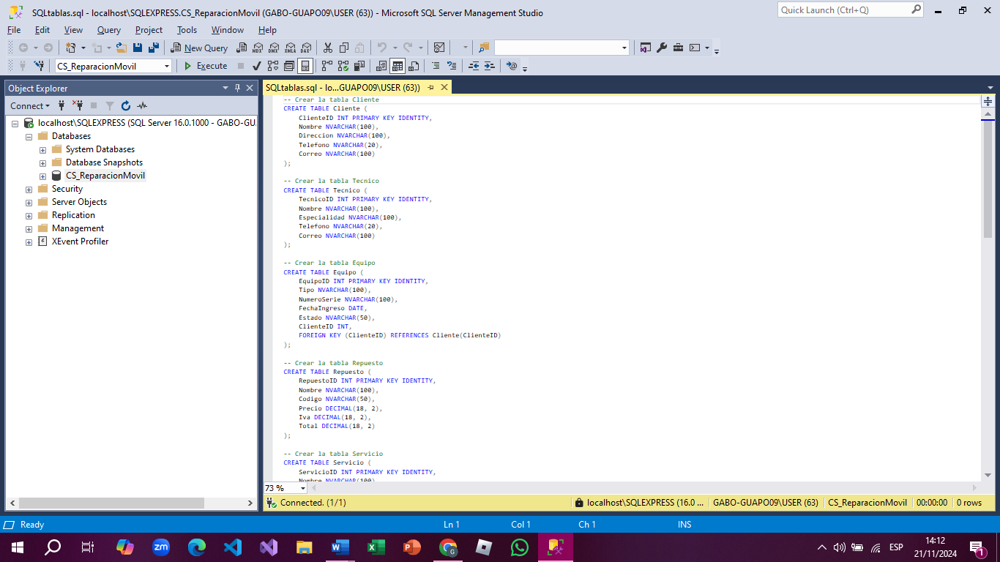 SQLtablas.sql - localhost\SQLEXPRESS.CS_ReparacionMovil (GABO-GUAPO09\USER (63)) - Microsoft SQL Server Management Studio
Quick Launch (Ctrl+Q)
File Edit View Query Project Tools Window Help
New Query
MDX DMX XMLA DAX
CS_ReparacionMovil
Execute
Object Explorer
SQLtablas.sql - lo...GUAPO09\USER (63))
Connect
localhost\SQLEXPRESS (SQL Server 16.0.1000 - GABO-GU
Databases
System Databases
Database Snapshots
CS_ReparacionMovil
Security
Server Objects
Replication
Management
XEvent Profiler
-- Crear la tabla Cliente
CREATE TABLE Cliente (
ClienteID INT PRIMARY KEY IDENTITY,
Nombre NVARCHAR(100),
Direccion NVARCHAR(100),
Telefono NVARCHAR(20),
Correo NVARCHAR(100)
);
-- Crear la tabla Tecnico
CREATE TABLE Tecnico (
TecnicoID INT PRIMARY KEY IDENTITY,
Nombre NVARCHAR(100),
Especialidad NVARCHAR(100),
Telefono NVARCHAR(20),
Correo NVARCHAR(100)
);
-- Crear la tabla Equipo
CREATE TABLE Equipo (
EquipoID INT PRIMARY KEY IDENTITY,
Tipo NVARCHAR(100),
NumeroSerie NVARCHAR(100),
FechaIngreso DATE,
Estado NVARCHAR(50),
ClienteID INT,
FOREIGN KEY (ClienteID) REFERENCES Cliente(ClienteID)
);
-- Crear la tabla Repuesto
CREATE TABLE Repuesto (
RepuestoID INT PRIMARY KEY IDENTITY,
Nombre NVARCHAR(100),
Codigo NVARCHAR(50),
Precio DECIMAL(18, 2),
Iva DECIMAL(18, 2),
Total DECIMAL(18, 2)
);
-- Crear la tabla Servicio
CREATE TABLE Servicio (
ServicioID INT PRIMARY KEY IDENTITY,
Nombre NVARCHAR(100)
73 %
Connected. (1/1)
localhost\SQLEXPRESS (16.0 ... GABO-GUAPO09\USER (63) CS_ReparacionMovil 00:00:00 0 rows
Ready Ln 1 Col 1 Ch 1 INS
zm
ESP
14:12
21/11/2024
1